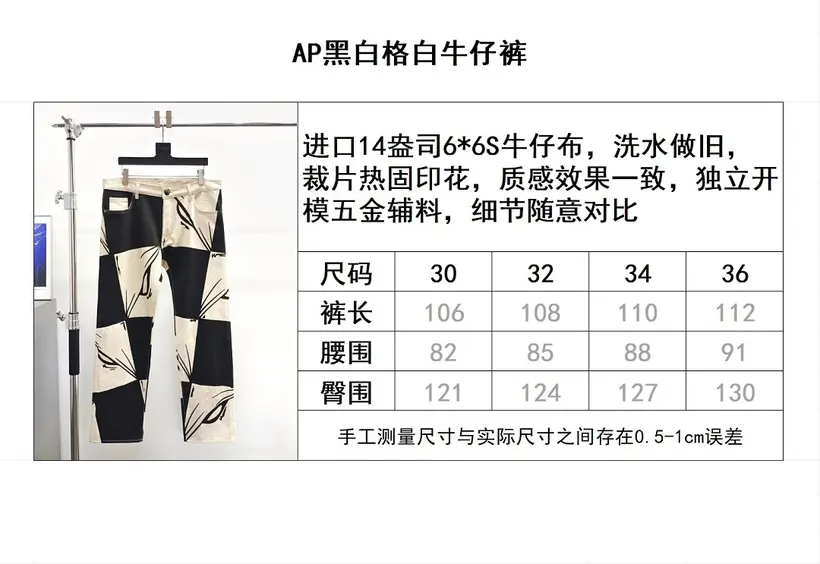 AP黑白格白牛仔裤
进口14盎司6*6S牛仔布，洗水做旧，
裁片热固印花，质感效果一致，独立开
模五金辅料，细节随意对比
尺码 30 32 34 36
裤长 106 108 110 112
腰围 82 85 88 91
臀围 121 124 127 130
手工测量尺寸与实际尺寸之间存在0.5-1cm误差